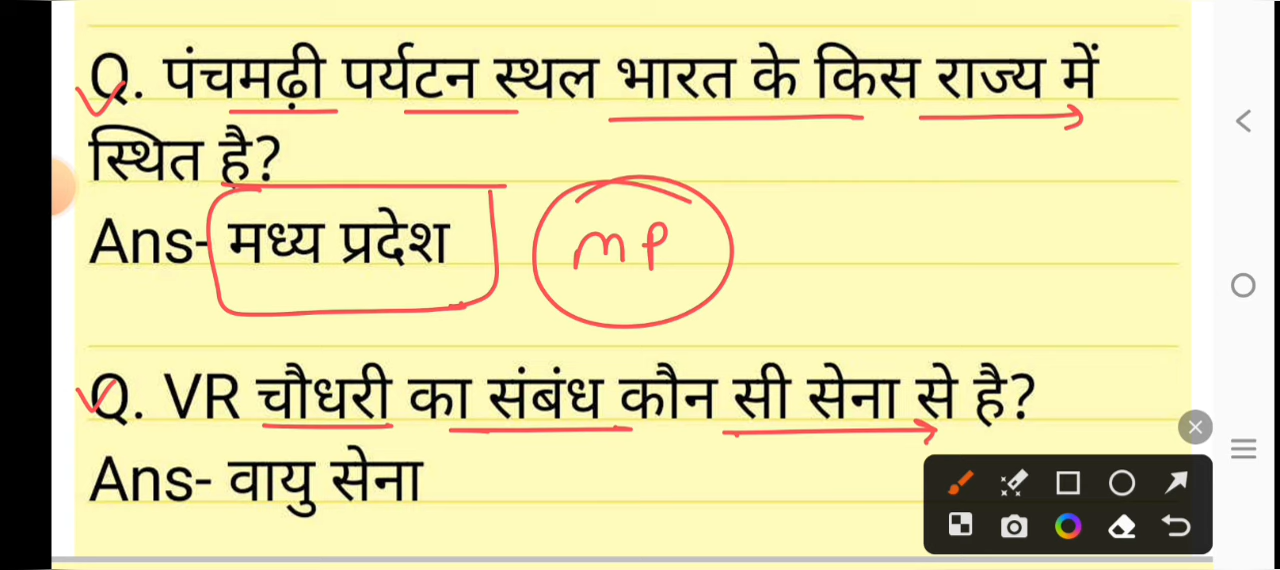 Q. पंचमढ़ी पर्यटन स्थल भारत के किस राज्य में
स्थित है?
Ans- मध्य प्रदेश
MP
Q. VR चौधरी का संबंध कौन सी सेना से है?
Ans- वायु सेना